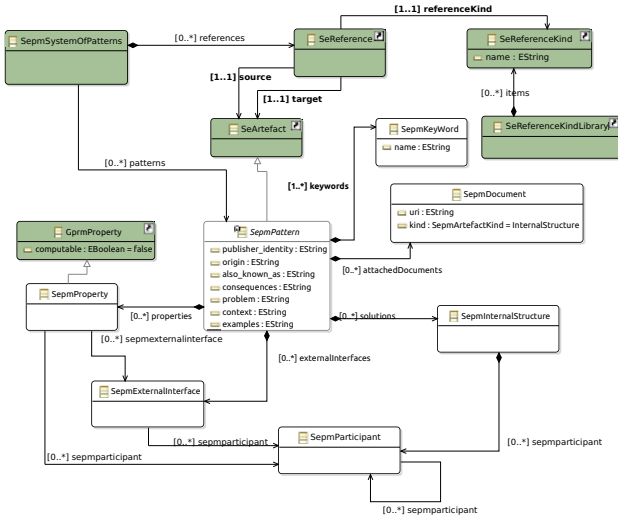 [1..1] referenceKind
SepmSystemOfPatterns
[0..*] references
SeReference
SeReferenceKind
name : EString
[1..1] source
[1..1] target
[0..*] items
SeArtefact
SepmKeyWord
name : EString
SeReferenceKindLibrary
[0..*] patterns
[1..*] keywords
SepmDocument
uri : EString
kind : SepmArtefactKind = InternalStructure
GprmProperty
computable : EBoolean = false
SepmPattern
publisher_identity : EString
origin : EString
also_known_as : EString
consequences : EString
problem : EString
context : EString
examples : EString
[0..*] attachedDocuments
SepmProperty
[0..*] properties
[0..*] solutions
SepmInternalStructure
[0..*] sepmexternalinterface
[0..*] externalInterfaces
SepmExternalInterface
[0..*] sepmparticipant
SepmParticipant
[0..*] sepmparticipant
[0..*] sepmparticipant
[0..*] sepmparticipant